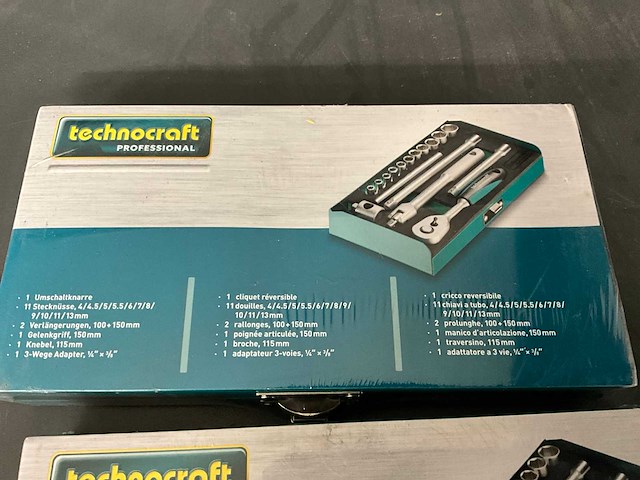 technocraft
PROFESSIONAL
- 1 Umschaltknarre
- 11 Stecknüsse, 4/4.5/5/5.5/6/7/8/
9/10/11/13mm
- 2 Verlängerungen, 100+150mm
- 1 Gelenkgriff, 150mm
- 1 Knebel, 115mm
- 1 3-Wege Adapter, ¼" × ³/₈"
- 1 cliquet réversible
- 11 douilles, 4/4.5/5/5.5/6/7/8/9/
10/11/13mm
- 2 rallonges, 100+150mm
- 1 poignée articulée, 150mm
- 1 broche, 115mm
- 1 adaptateur 3-voies, ¼" × ³/₈"
- 1 cricco reversibile
- 11 chiavi a tubo, 4/4.5/5/5.5/6/7/8/
9/10/11/13mm
- 2 prolunghe, 100+150mm
- 1 manico d'articolazione, 150mm
- 1 traversino, 115mm
- 1 adattatore a 3 vie, ¼" × ³/₈"
technocraft